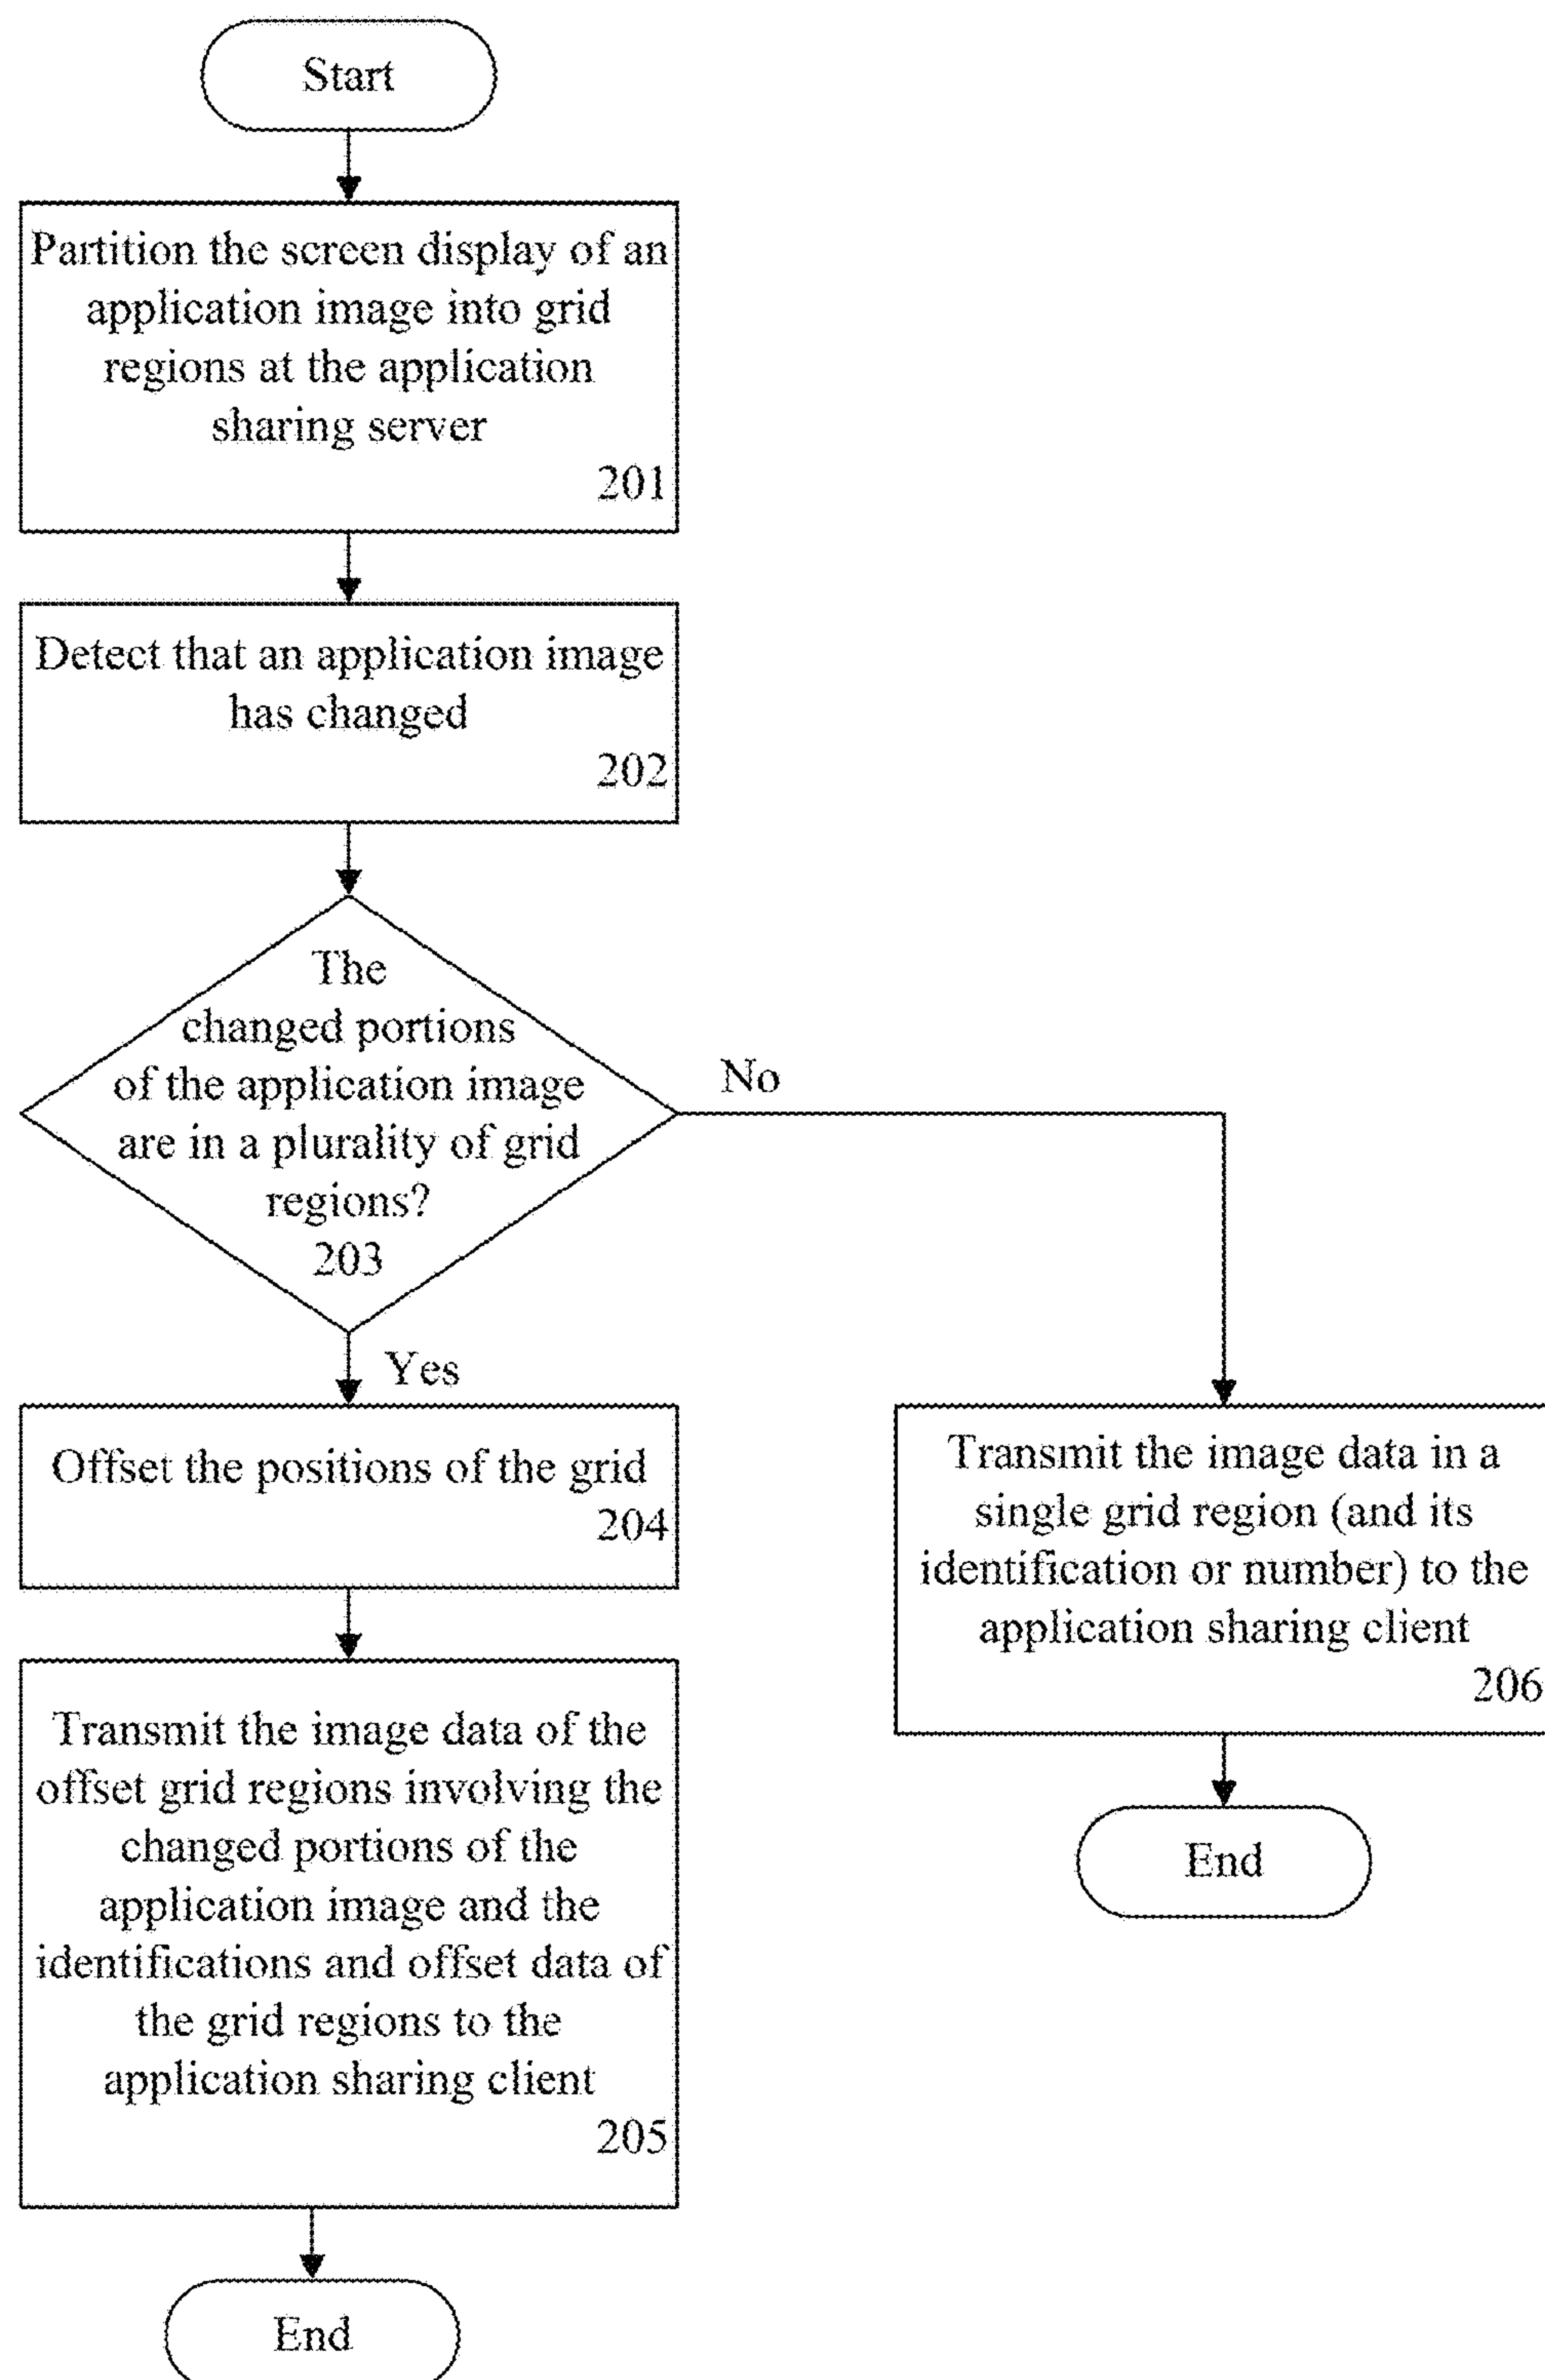 Start
Partition the screen display of an
application image into grid
regions at the application
sharing server
201
Detect that an application image
has changed
202
The
changed portions
of the application image
are in a plurality of grid
regions?
203
No
Yes
Offset the positions of the grid
204
Transmit the image data of the
offset grid regions involving the
changed portions of the
application image and the
identifications and offset data of
the grid regions to the
application sharing client
205
End
Transmit the image data in a
single grid region (and its
identification or number) to the
application sharing client
206
End